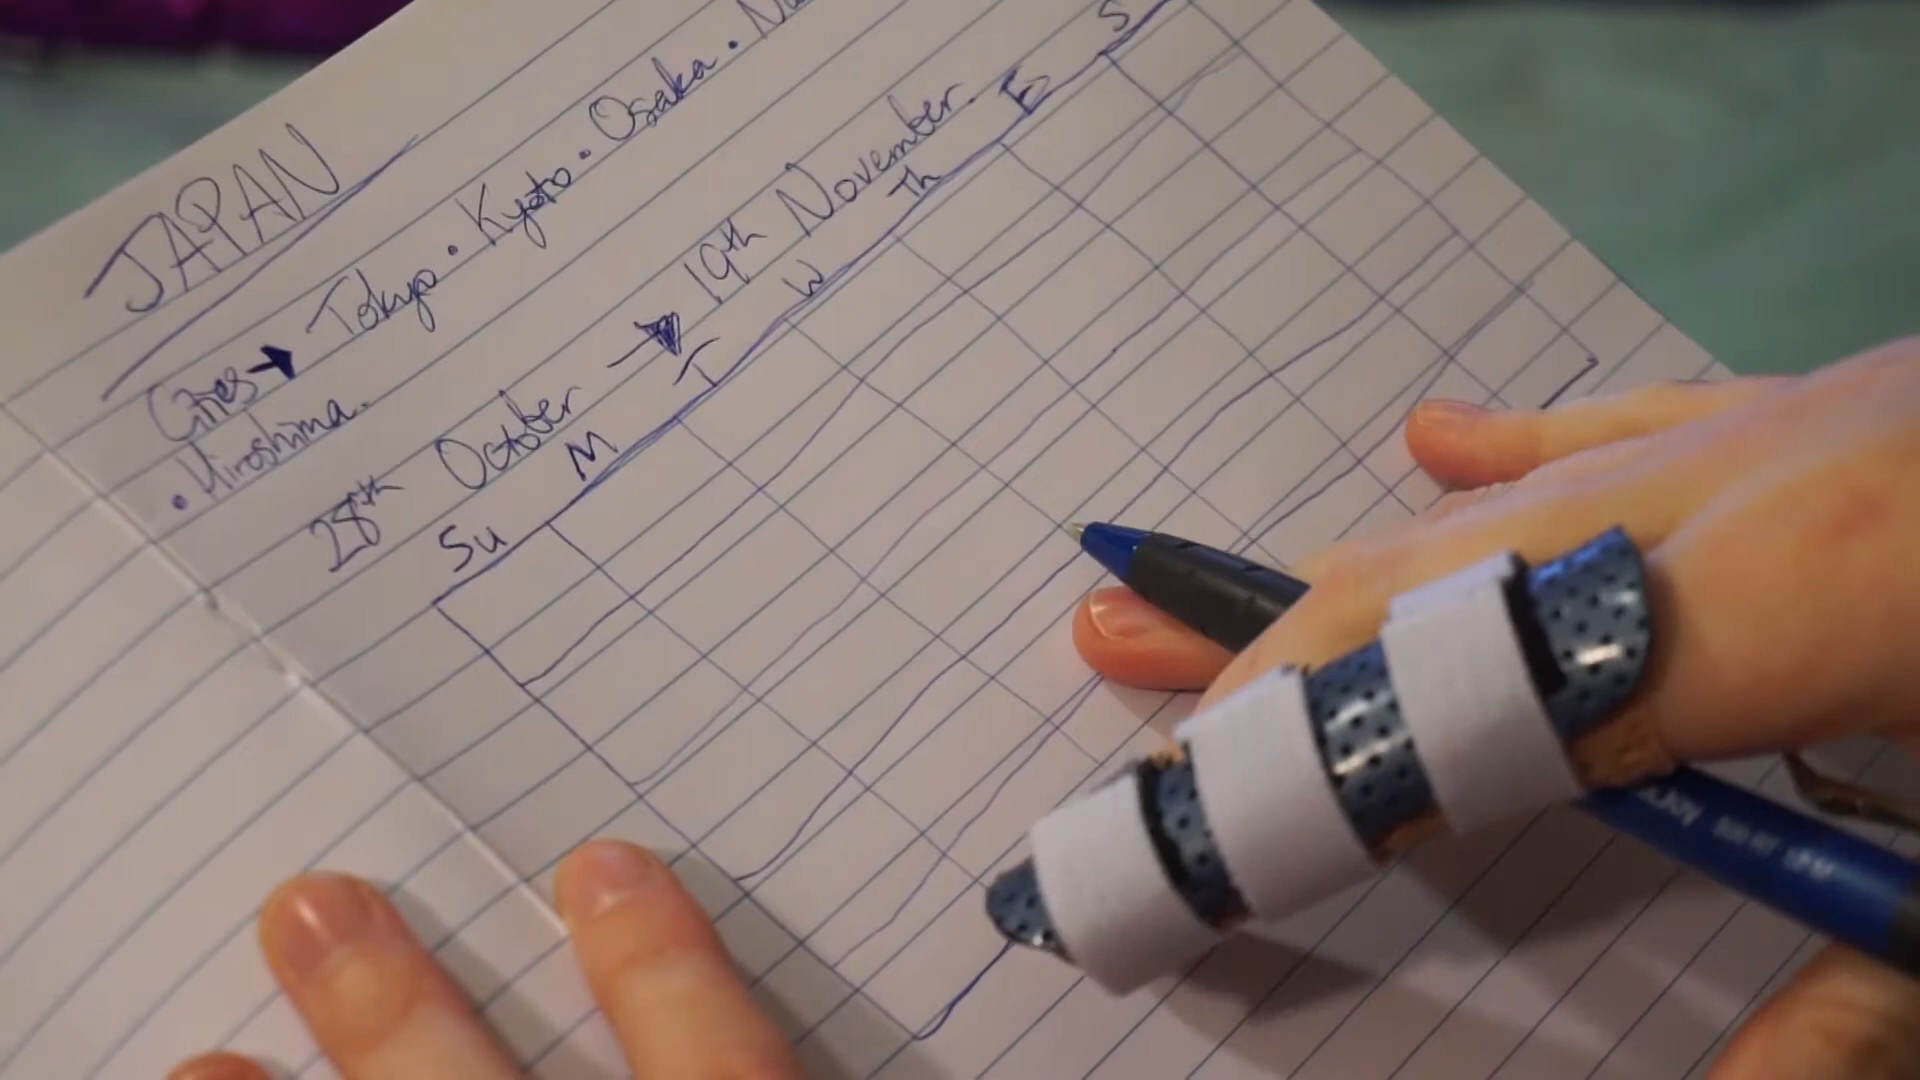 JAPAN
Cities → Tokyo • Kyoto • Osaka •
• Hiroshima.
28th October → 19th November.
Su M T W Th F S